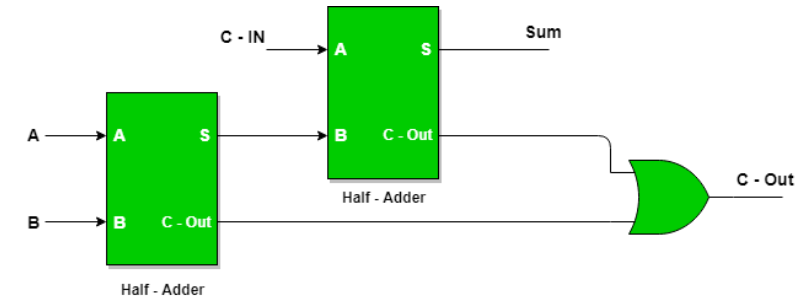 C - IN
A
S
Sum
B
C - Out
Half - Adder
A
A
S
B
B
C - Out
Half - Adder
C - Out